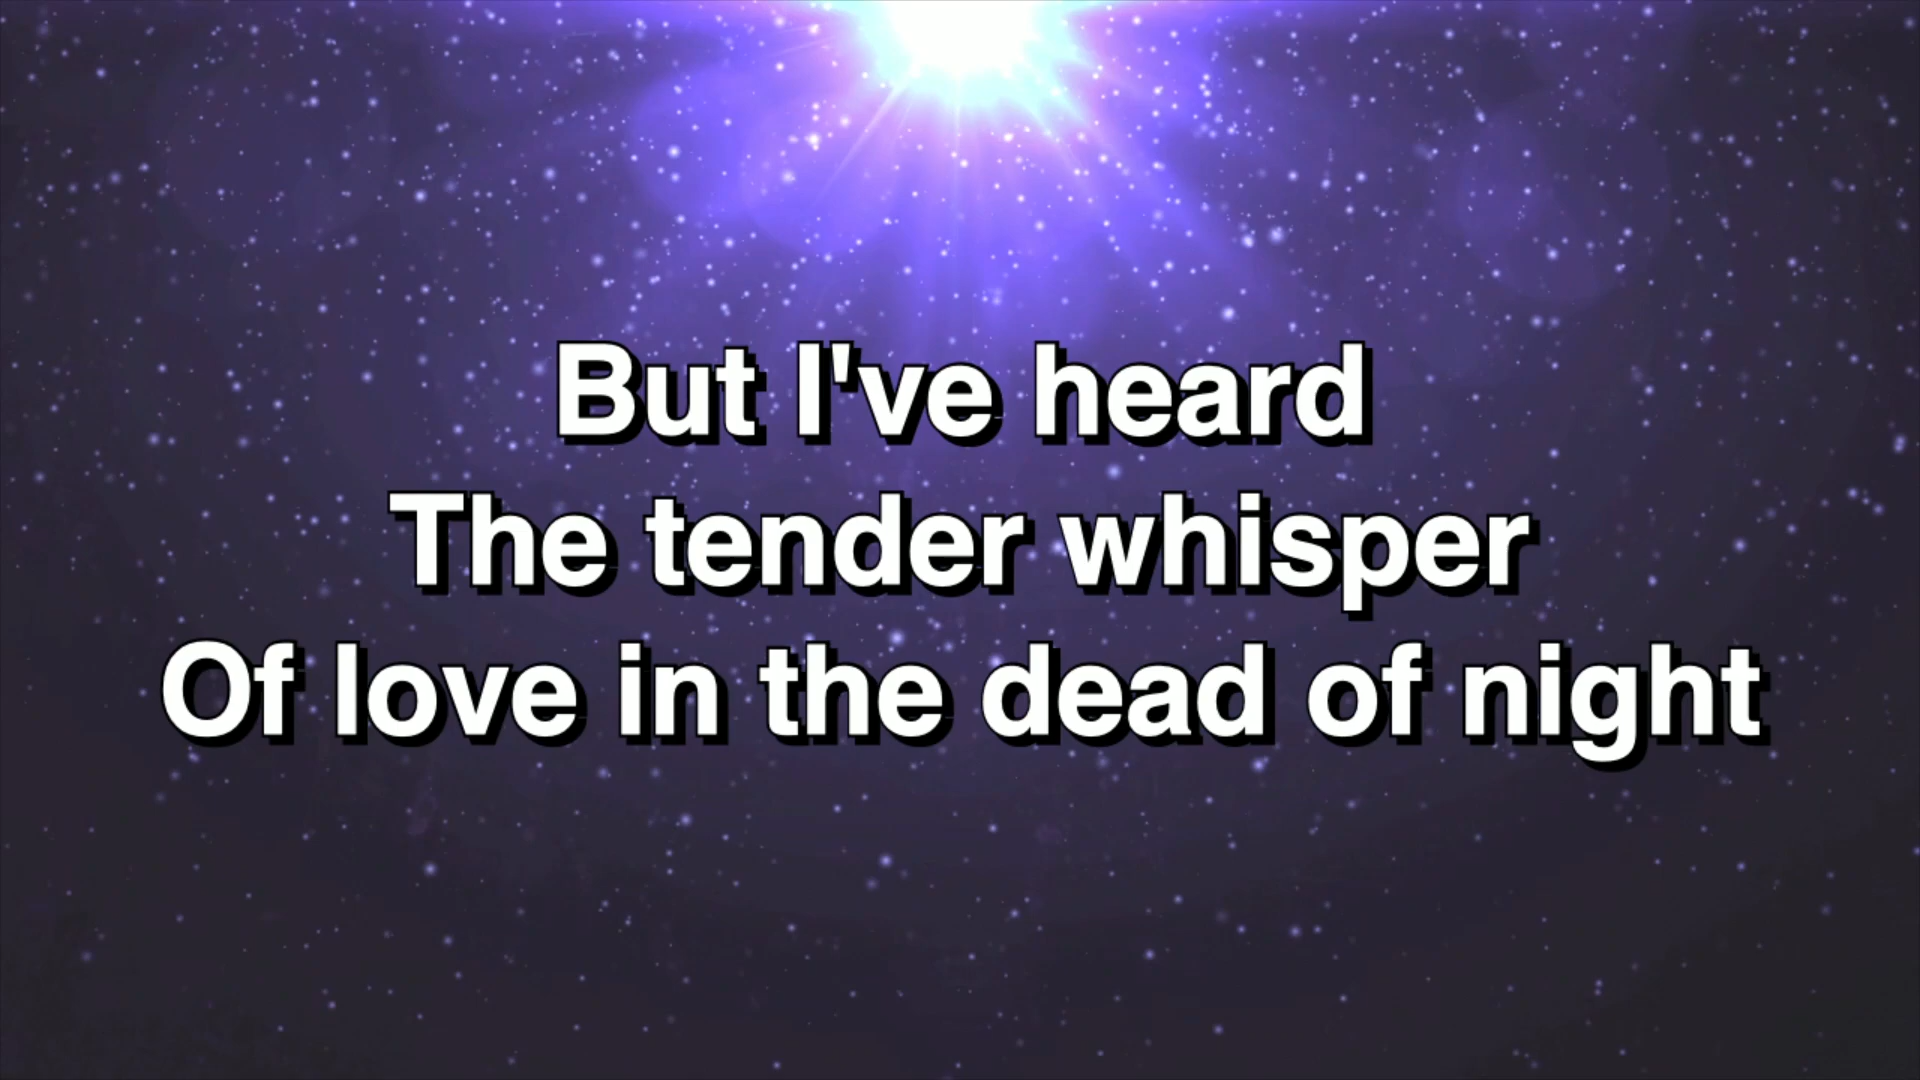 But I've heard
The tender whisper
Of love in the dead of night